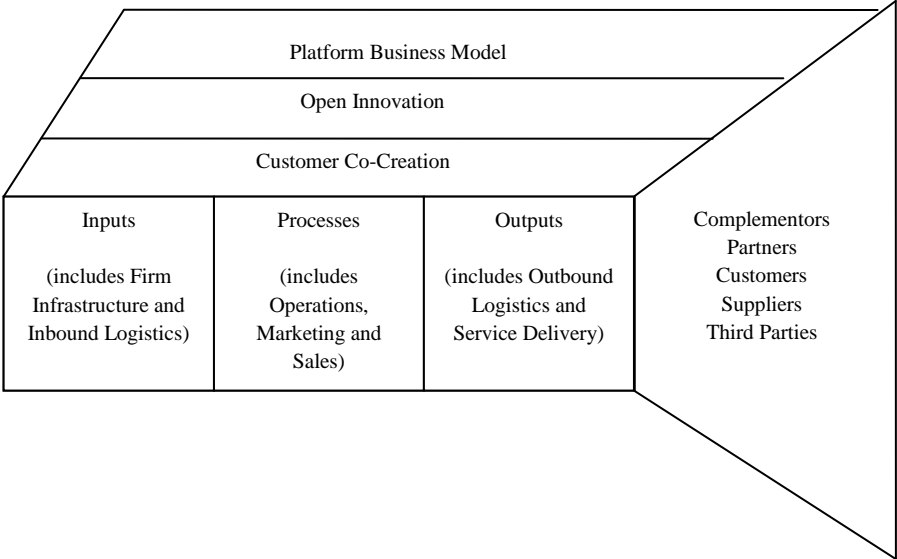 Platform Business Model
Open Innovation
Customer Co-Creation
Inputs
(includes Firm
Infrastructure and
Inbound Logistics)
Processes
(includes
Operations,
Marketing and
Sales)
Outputs
(includes Outbound
Logistics and
Service Delivery)
Complementors
Partners
Customers
Suppliers
Third Parties